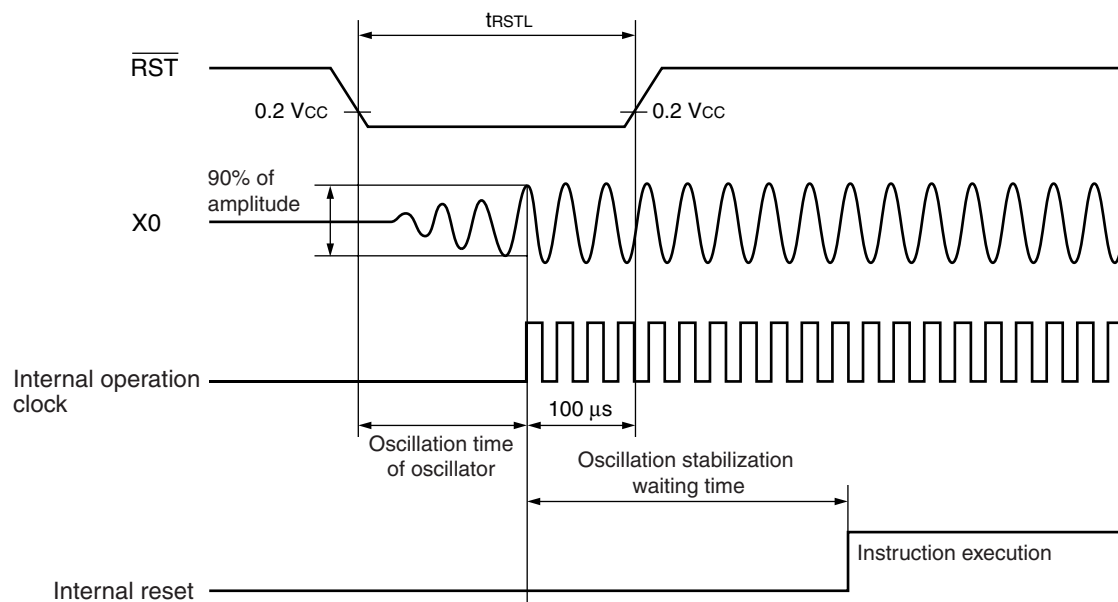 tRSTL
RST
0.2 VCC
0.2 VCC
90% of
amplitude
X0
Internal operation
clock
100 μs
Oscillation time
of oscillator
Oscillation stabilization
waiting time
Instruction execution
Internal reset